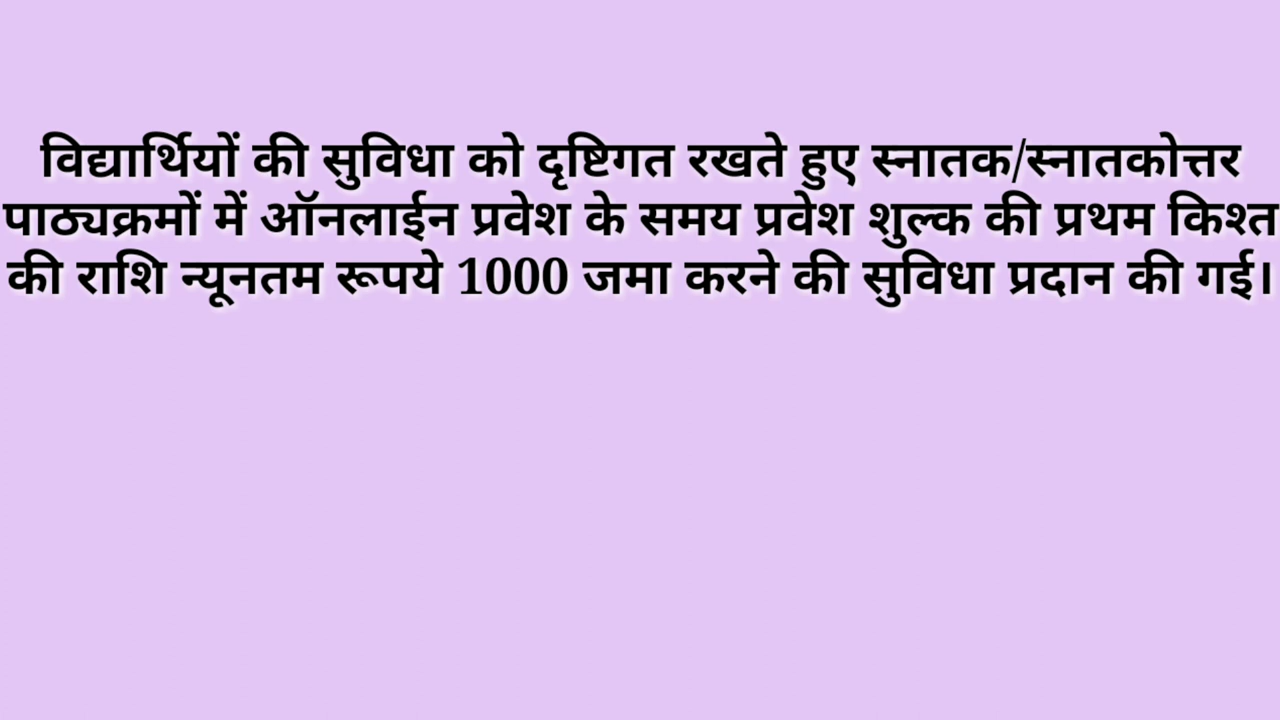 विद्यार्थियों की सुविधा को दृष्टिगत रखते हुए स्नातक/स्नातकोत्तर
पाठ्यक्रमों में ऑनलाईन प्रवेश के समय प्रवेश शुल्क की प्रथम किश्त
की राशि न्यूनतम रूपये 1000 जमा करने की सुविधा प्रदान की गई।